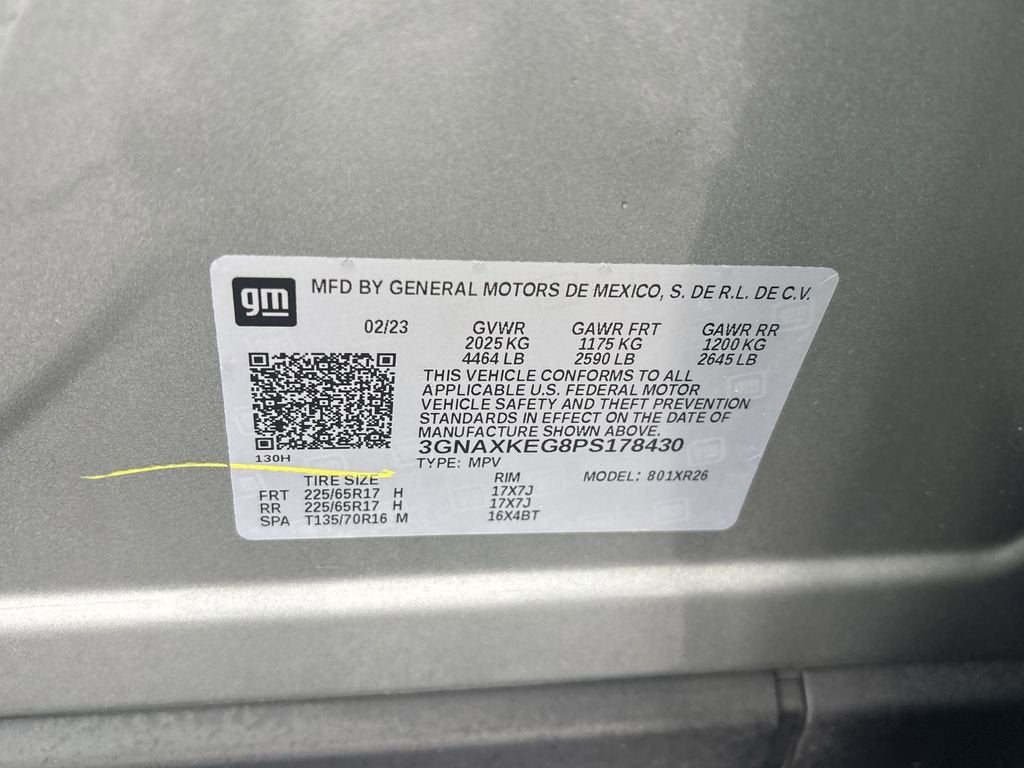 gm
MFD BY GENERAL MOTORS DE MEXICO, S. DE R.L. DE C.V.
02/23 GVWR GAWR FRT GAWR RR
2025 KG 1175 KG 1200 KG
4464 LB 2590 LB 2645 LB
THIS VEHICLE CONFORMS TO ALL
APPLICABLE U.S. FEDERAL MOTOR
VEHICLE SAFETY AND THEFT PREVENTION
STANDARDS IN EFFECT ON THE DATE OF
MANUFACTURE SHOWN ABOVE.
3GNAXKEG8PS178430
130H
TYPE: MPV
TIRE SIZE RIM MODEL: 801XR26
FRT 225/65R17 H 17X7J
RR 225/65R17 H 17X7J
SPA T135/70R16 M 16X4BT